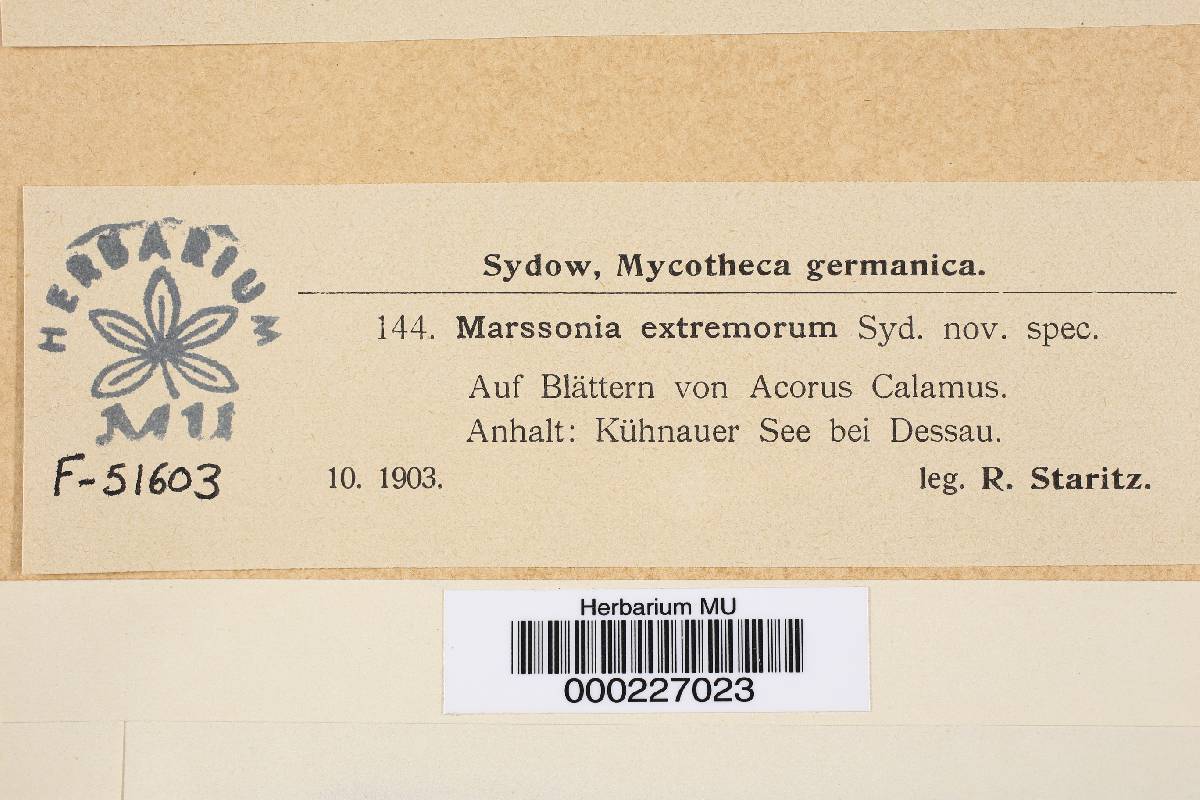 HERBARIUM
MU
F-51603
Sydow, Mycotheca germanica.
144. Marssonia extremorum Syd. nov. spec.
Auf Blättern von Acorus Calamus.
Anhalt: Kühnauer See bei Dessau.
10. 1903. leg. R. Staritz.
Herbarium MU
000227023